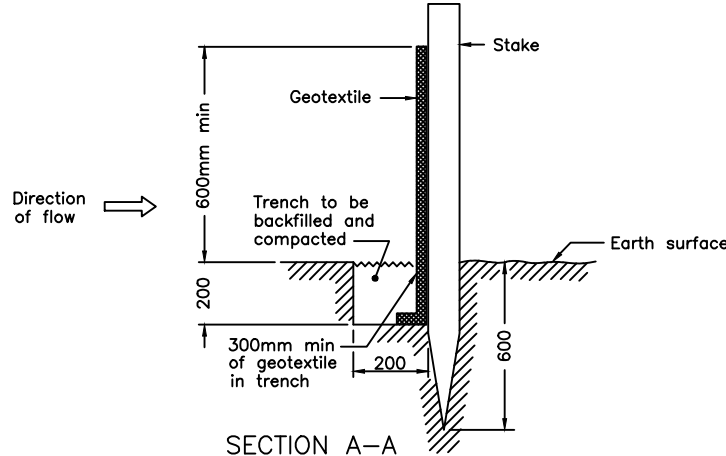 Stake
Geotextile
600mm min
Direction
of flow
Trench to be
backfilled and
compacted
Earth surface
200
300mm min
of geotextile
in trench
200
600
SECTION A-A